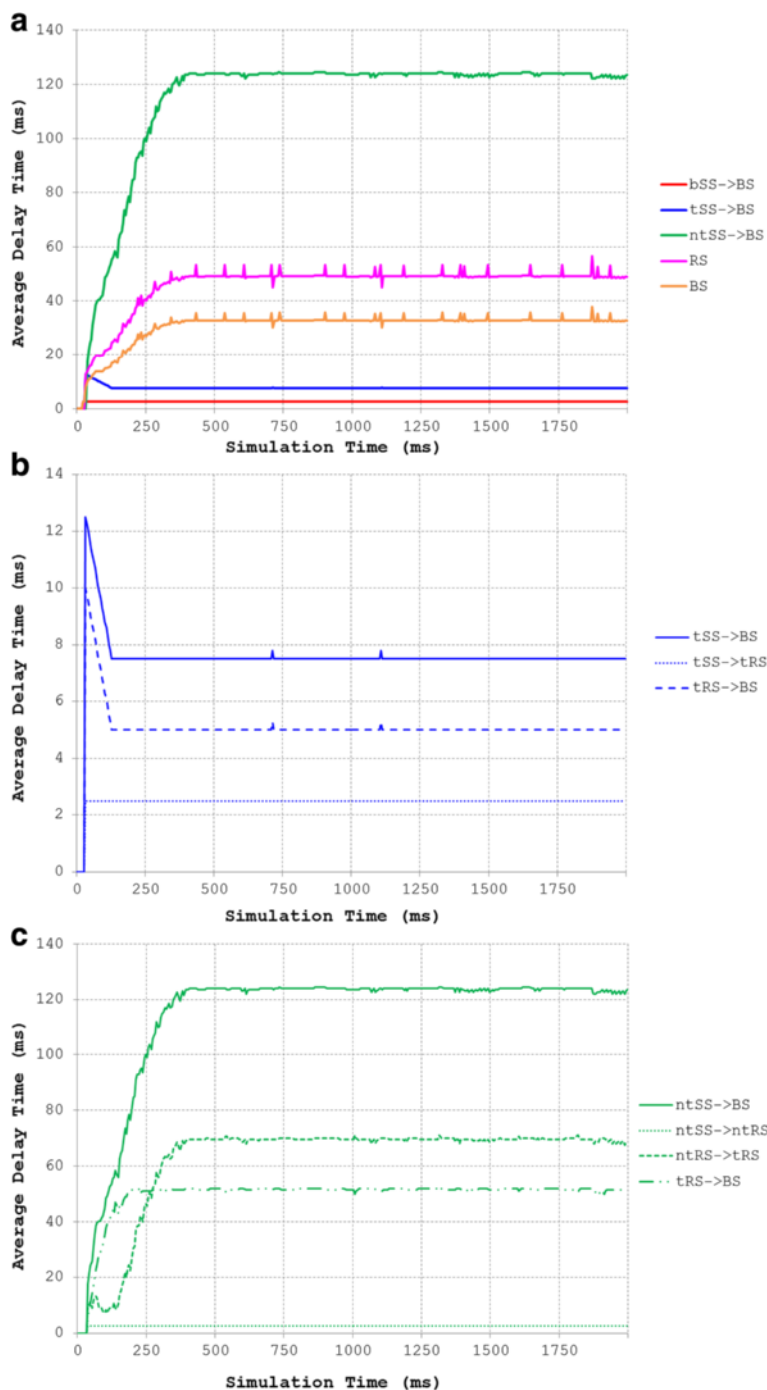 a
140
120
100
80
60
40
20
0
Average Delay Time (ms)
0 250 500 750 1000 1250 1500 1750
Simulation Time (ms)
bSS->BS
tSS->BS
ntSS->BS
RS
BS
b
14
12
10
8
6
4
2
0
Average Delay Time (ms)
0 250 500 750 1000 1250 1500 1750
Simulation Time (ms)
tSS->BS
tSS->tRS
tRS->BS
c
140
120
100
80
60
40
20
0
Average Delay Time (ms)
0 250 500 750 1000 1250 1500 1750
Simulation Time (ms)
ntSS->BS
ntSS->ntRS
ntRS->tRS
tRS->BS